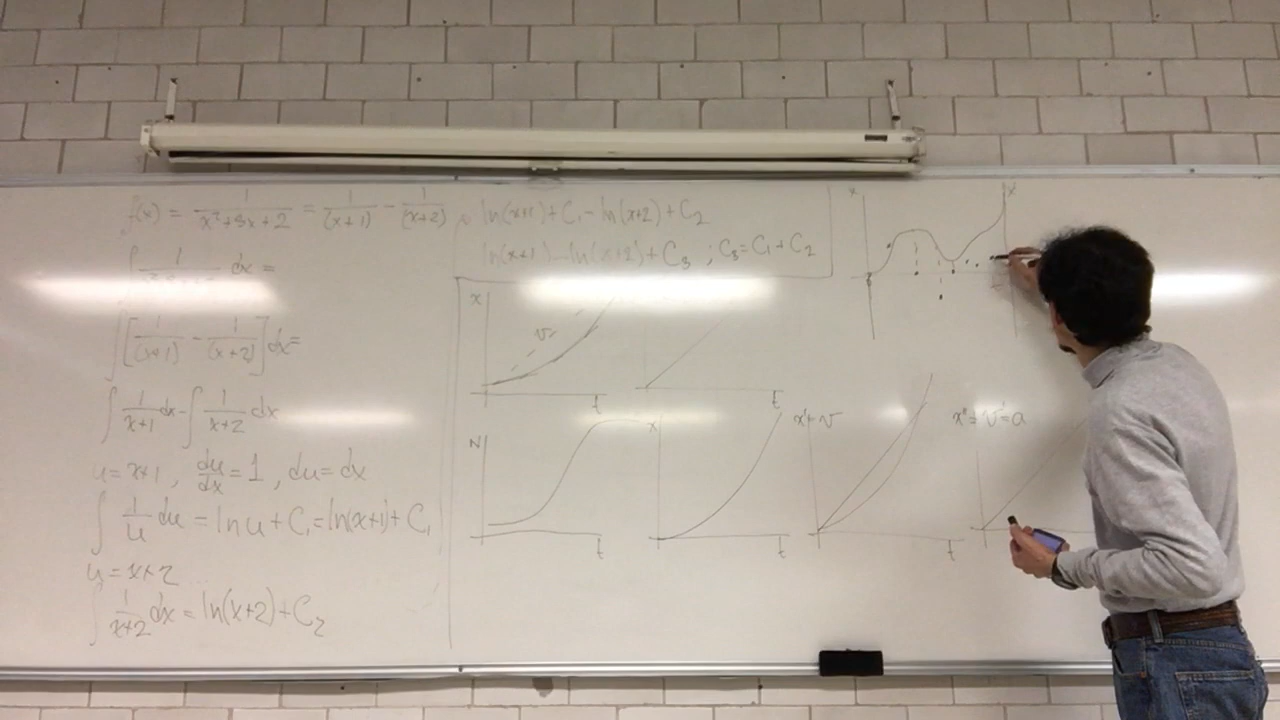 f(x) = 1/(x²+3x+2) = 1/(x+1) - 1/(x+2)
∫ dx =
∫[1/(x+1) - 1/(x+2)]dx=
∫ 1/(x+1) dx - ∫ 1/(x+2) dx
u = x+1 , du/dx = 1 , du = dx
∫ 1/u du = ln u + C₁ = ln(x+1) + C₁
u = x+2
∫ 1/(x+2) dx = ln(x+2) + C₂
ln(x+1) + C₁ - ln(x+2) + C₂
ln(x+1) - ln(x+2) + C₃ ; C₃ = C₁ + C₂
x v t
t
N t
x t
x' = v t
x'' = v' = a
x x'